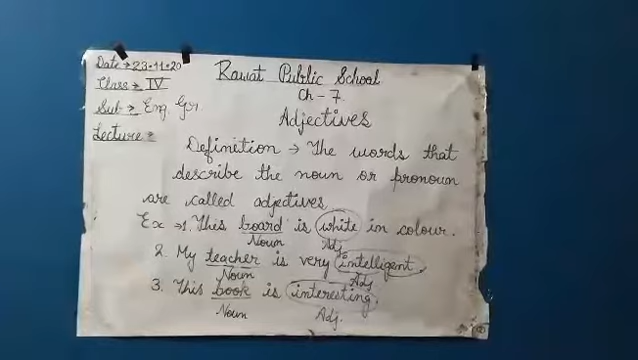 Date → 23-11-20
Rawat Public School
Class → IV
Ch - 7
Sub → Eng. Gr.
Adjectives
Lecture →
Definetion → The words that
describe the noun or pronoun
are called adjectives
Ex → 1. This board is white in colour.
Noun Adj.
2. My teacher is very intelligent.
Noun Adj
3. This book is interesting.
Noun Adj.